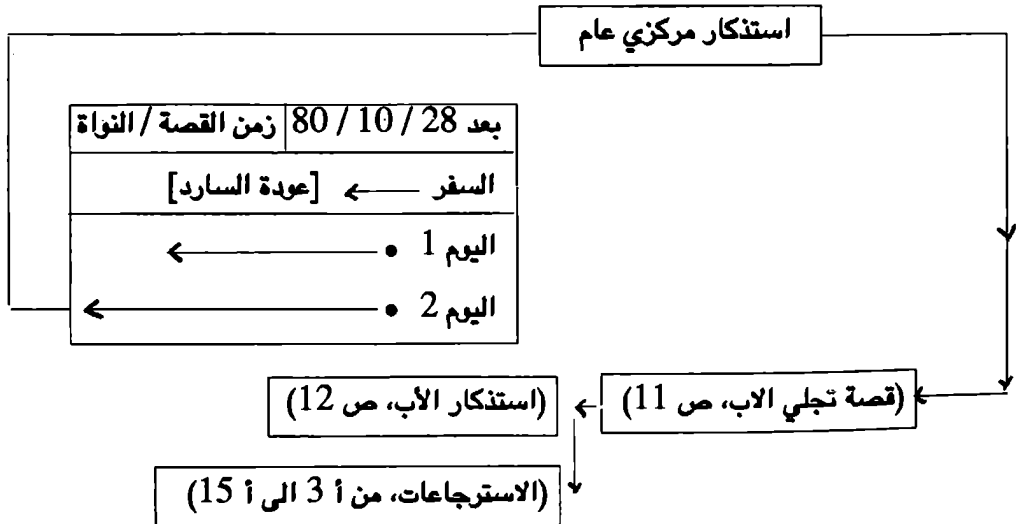 استذكار مركزي عام
بعد 28 / 10 / 80 زمن القصة / النواة
السفر ← [عودة السارد]
اليوم 1 •
اليوم 2 •
(قصة تجلي الاب، ص 11) ← (استذكار الأب، ص 12)
(الاسترجاعات، من أ 3 الى أ 15)